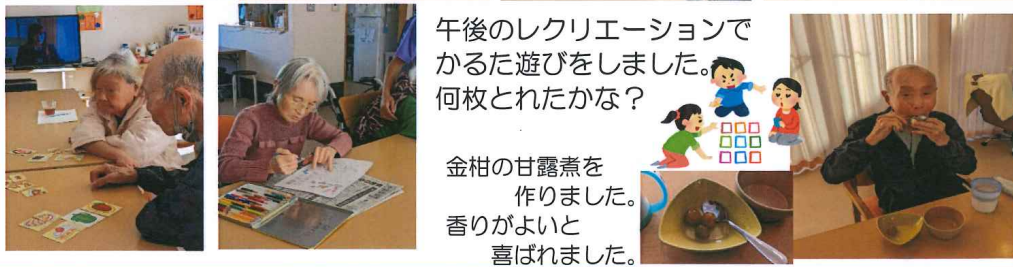 午後のレクリエーションで
かるた遊びをしました。
何枚とれたかな？
金柑の甘露煮を
作りました。
香りがよいと
喜ばれました。